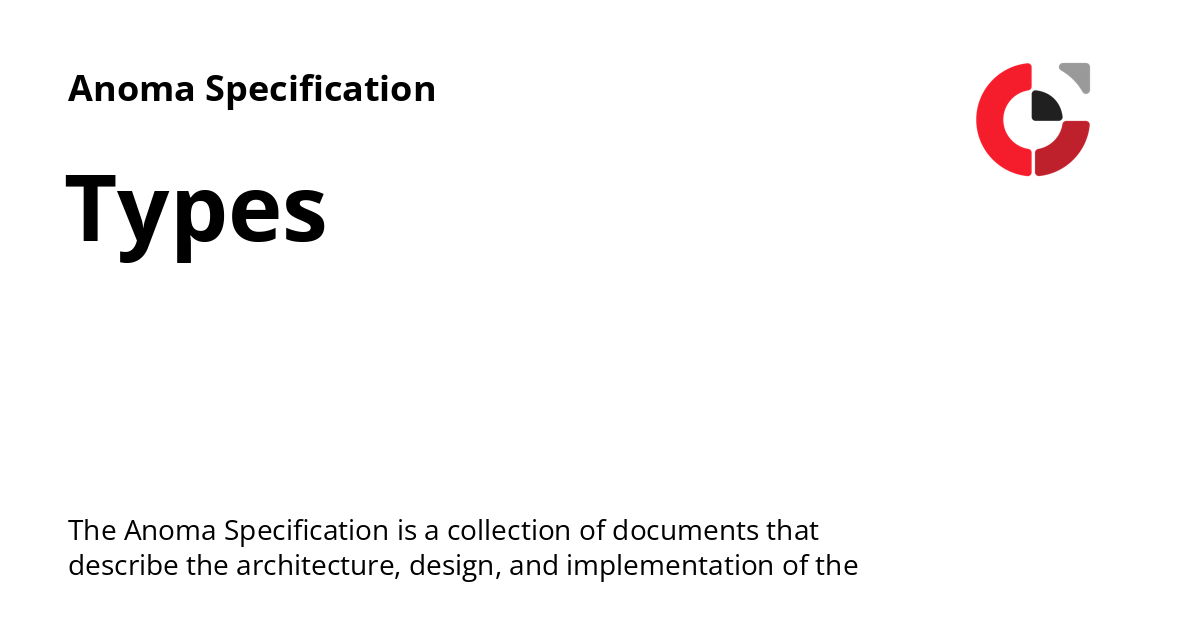 Anoma Specification
Types
The Anoma Specification is a collection of documents that
describe the architecture, design, and implementation of the